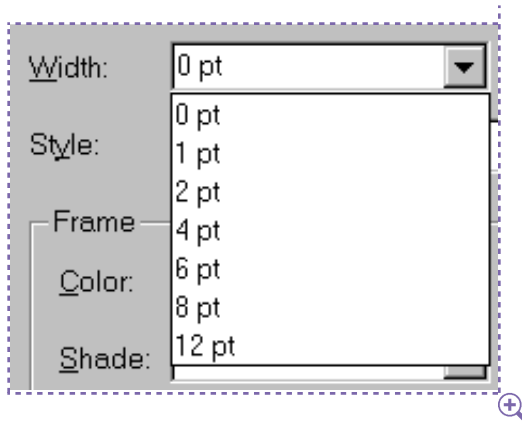 Width:
0 pt
0 pt
Style:
1 pt
2 pt
Frame
4 pt
Color:
6 pt
8 pt
Shade:
12 pt